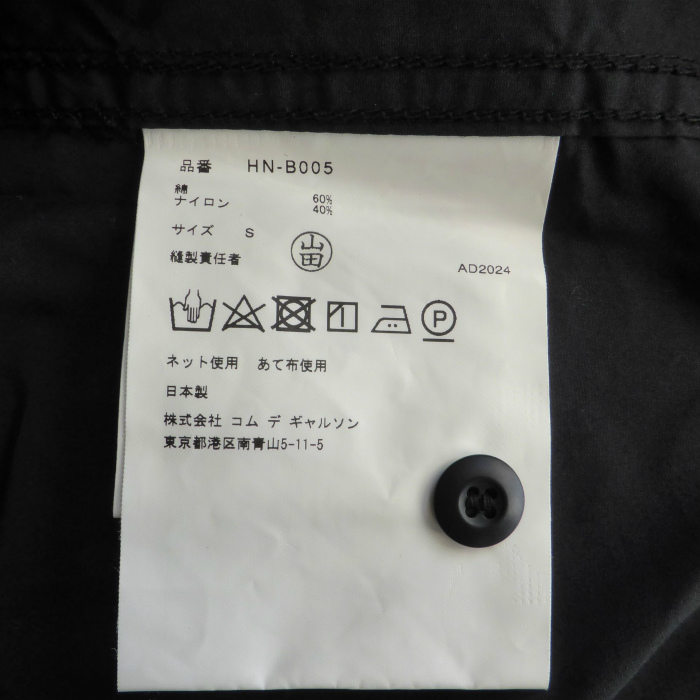 品番 HN-B005
綿 60%
ナイロン 40%
サイズ S
縫製責任者 山田
AD2024
P
ネット使用 あて布使用
日本製
株式会社 コム デ ギャルソン
東京都港区南青山5-11-5